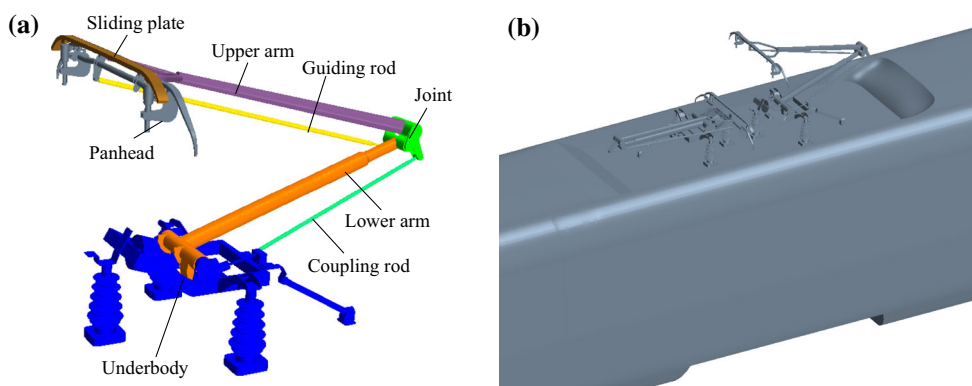 (a)
Sliding plate
Upper arm
Guiding rod
Joint
Panhead
Lower arm
Coupling rod
Underbody
(b)